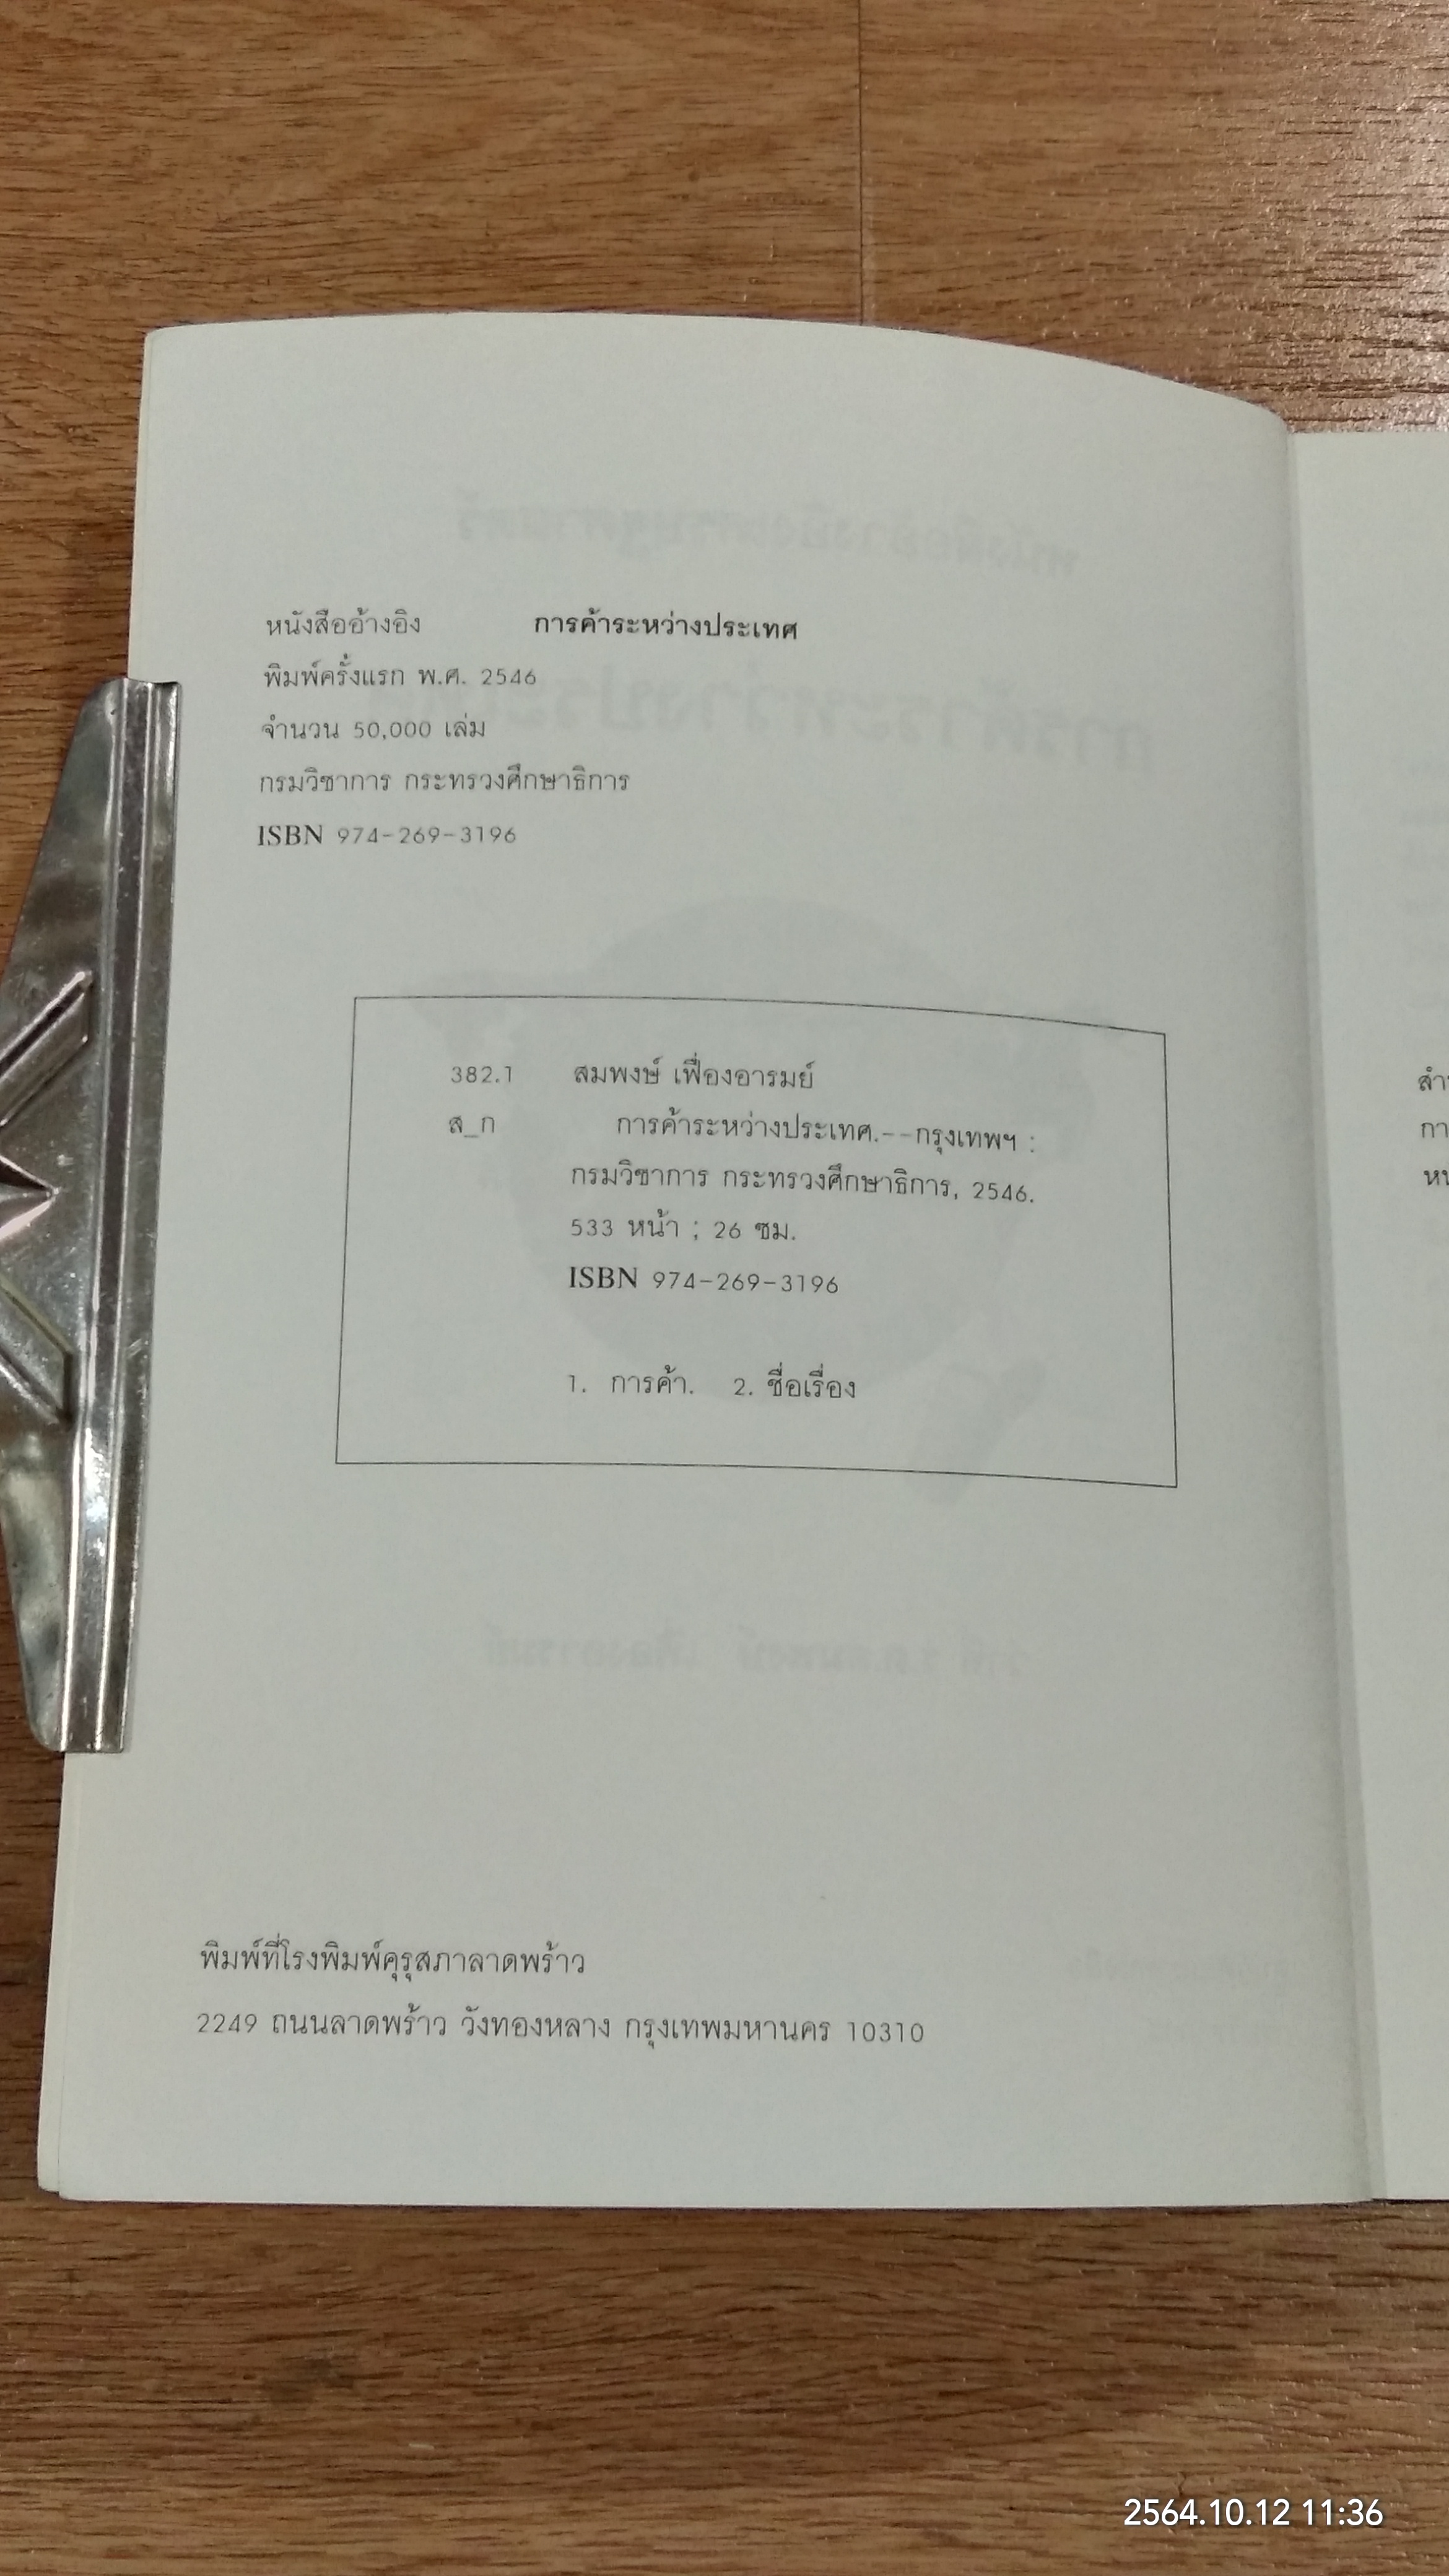 หนังสืออ้างอิง การค้าระหว่างประเทศ
พิมพ์ครั้งแรก พ.ศ. 2546
จำนวน 50,000 เล่ม
กรมวิชาการ กระทรวงศึกษาธิการ
ISBN 974-269-3196
382.1 สมพงษ์ เฟื่องอารมย์
ส_ก การค้าระหว่างประเทศ.--กรุงเทพฯ :
กรมวิชาการ กระทรวงศึกษาธิการ, 2546.
533 หน้า ; 26 ซม.
ISBN 974-269-3196
1. การค้า. 2. ชื่อเรื่อง
พิมพ์ที่โรงพิมพ์คุรุสภาลาดพร้าว
2249 ถนนลาดพร้าว วังทองหลาง กรุงเทพมหานคร 10310
2564.10.12 11:36